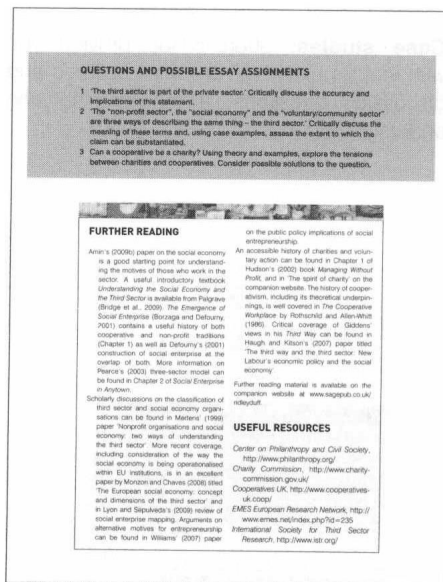 QUESTIONS AND POSSIBLE ESSAY ASSIGNMENTS
1 'The third sector is part of the private sector.' Critically discuss the accuracy and
implications of this statement.
2 'The "non-profit sector", the "social economy" and the "voluntary/community sector"
are three ways of describing the same thing – the third sector.' Critically discuss the
meaning of these terms and, using case examples, assess the extent to which the
claim can be substantiated.
3 Can a cooperative be a charity? Using theory and examples, explore the tensions
between charities and cooperatives. Consider possible solutions to the question.
FURTHER READING
Amin's (2009b) paper on the social economy
is a good starting point for understand-
ing the motives of those who work in the
sector. A useful introductory textbook
Understanding the Social Economy and
the Third Sector is available from Palgrave
(Bridge et al., 2009). The Emergence of
Social Enterprise (Borzaga and Defourny,
2001) contains a useful history of both
cooperative and non-profit traditions
(Chapter 1) as well as Defourny's (2001)
construction of social enterprise at the
overlap of both. More information on
Pearce's (2003) three-sector model can
be found in Chapter 2 of Social Enterprise
in Anytown.
Scholarly discussions on the classification of
third sector and social economy organi-
sations can be found in Mertens' (1999)
paper 'Nonprofit organisations and social
economy: two ways of understanding
the third sector'. More recent coverage,
including consideration of the way the
social economy is being operationalised
within EU institutions, is in an excellent
paper by Monzon and Chaves (2008) titled
'The European social economy: concept
and dimensions of the third sector' and
in Lyon and Sepulveda's (2009) review of
social enterprise mapping. Arguments on
alternative motives for entrepreneurship
can be found in Williams' (2007) paper
on the public policy implications of social
entrepreneurship.
An accessible history of charities and volun-
tary action can be found in Chapter 1 of
Hudson's (2002) book Managing Without
Profit, and in 'The spirit of charity' on the
companion website. The history of cooper-
ativism, including its theoretical underpin-
nings, is well covered in The Cooperative
Workplace by Rothschild and Allen-Whitt
(1986). Critical coverage of Giddens'
views in his Third Way can be found in
Haugh and Kitson's (2007) paper titled
'The third way and the third sector: New
Labour's economic policy and the social
economy'.
Further reading material is available on the
companion website at www.sagepub.co.uk/
ridleyduff.
USEFUL RESOURCES
Center on Philanthropy and Civil Society,
http://www.philanthropy.org/
Charity Commission, http://www.charity-
commission.gov.uk/
Cooperatives UK, http://www.cooperatives-
uk.coop/
EMES European Research Network, http://
www.emes.net/index.php?id=235
International Society for Third Sector
Research, http://www.istr.org/